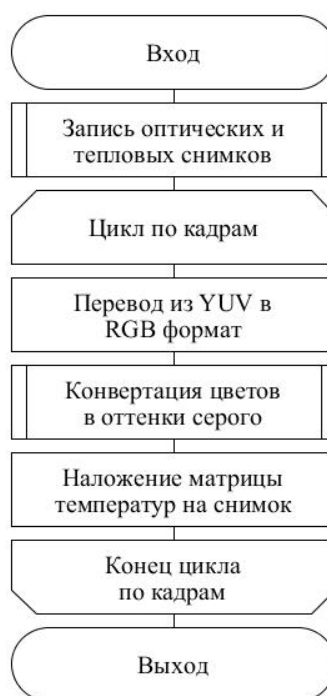 Вход
Запись оптических и
тепловых снимков
Цикл по кадрам
Перевод из YUV в
RGB формат
Конвертация цветов
в оттенки серого
Наложение матрицы
температур на снимок
Конец цикла
по кадрам
Выход